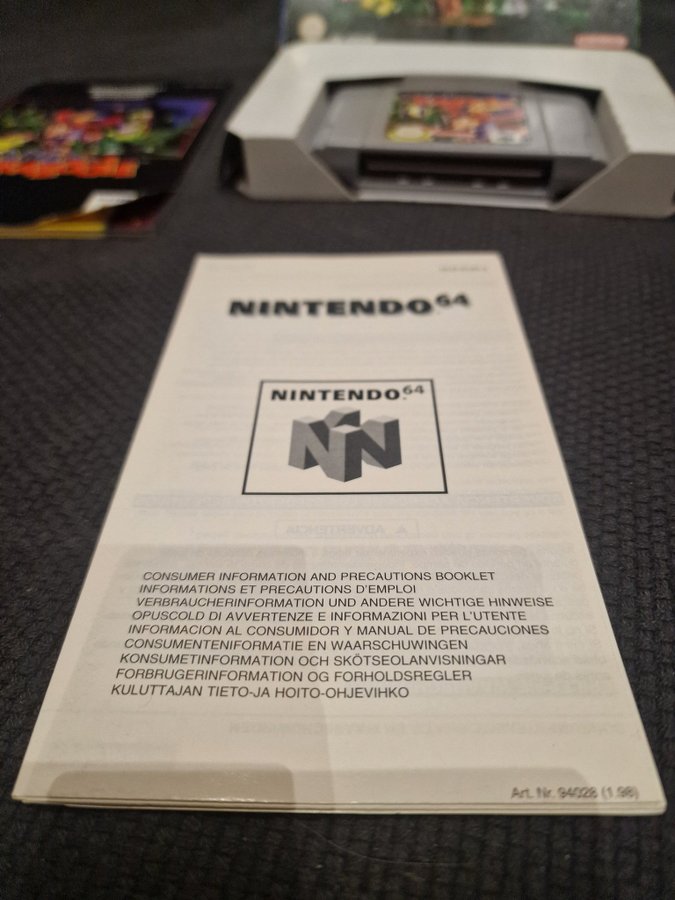 NINTENDO64
NINTENDO64
CONSUMER INFORMATION AND PRECAUTIONS BOOKLET
INFORMATIONS ET PRECAUTIONS D'EMPLOI
VERBRAUCHERINFORMATION UND ANDERE WICHTIGE HINWEISE
OPUSCOLD DI AVVERTENZE E INFORMAZIONI PER L'UTENTE
INFORMACION AL CONSUMIDOR Y MANUAL DE PRECAUCIONES
CONSUMENTENINFORMATIE EN WAARSCHUWINGEN
KONSUMETINFORMATION OCH SKÖTSEOLANVISNINGAR
FORBRUGERINFORMATION OG FORHOLDSREGLER
KULUTTAJAN TIETO-JA HOITO-OHJEVIHKO
Art. Nr. 94028 (1.98)